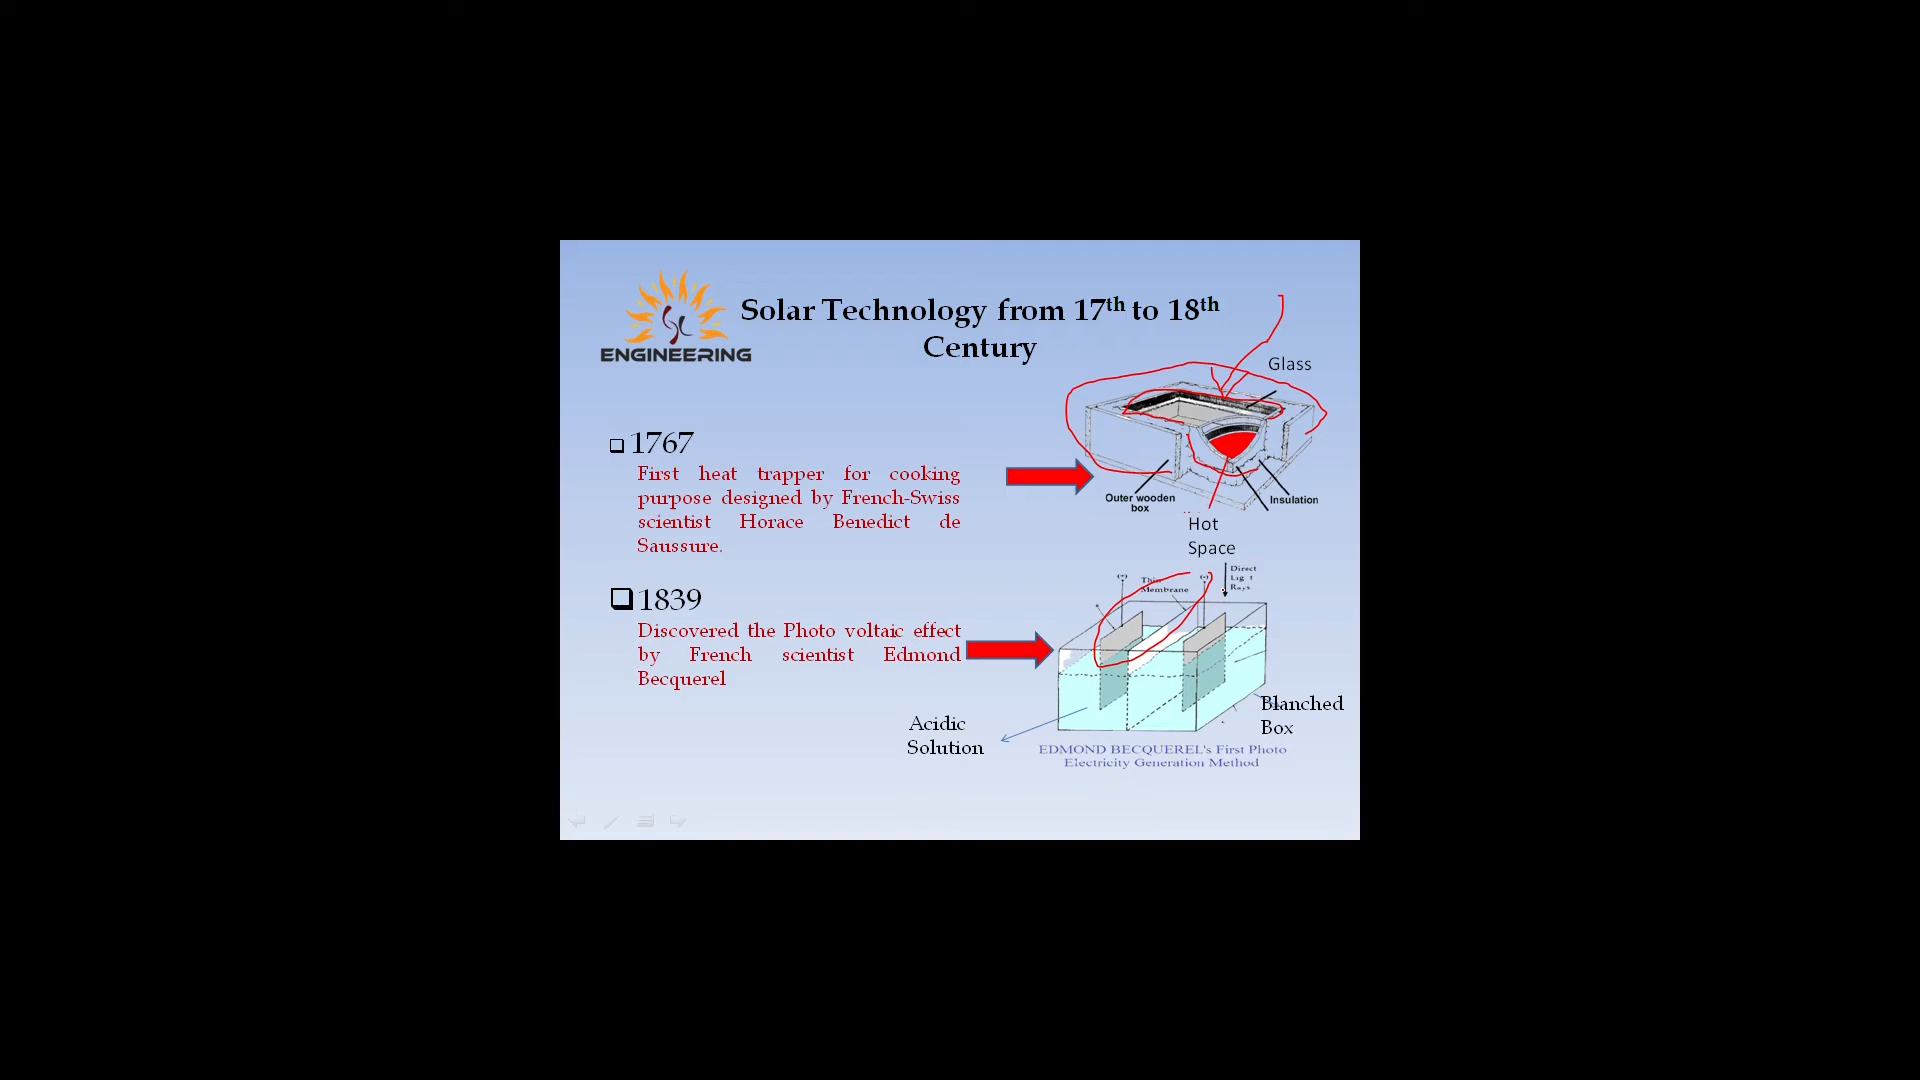 Solar Technology from 17th to 18th
Century
ENGINEERING
Glass
1767
First heat trapper for cooking
purpose designed by French-Swiss
scientist Horace Benedict de
Saussure.
Outer wooden
box
Insulation
Hot
Space
1839
Discovered the Photo voltaic effect
by French scientist Edmond
Becquerel
(+)
Thin
Membrane
(-)
Direct
Rays
Acidic
Solution
Blanched
Box
EDMOND BECQUEREL's First Photo
Electricity Generation Method